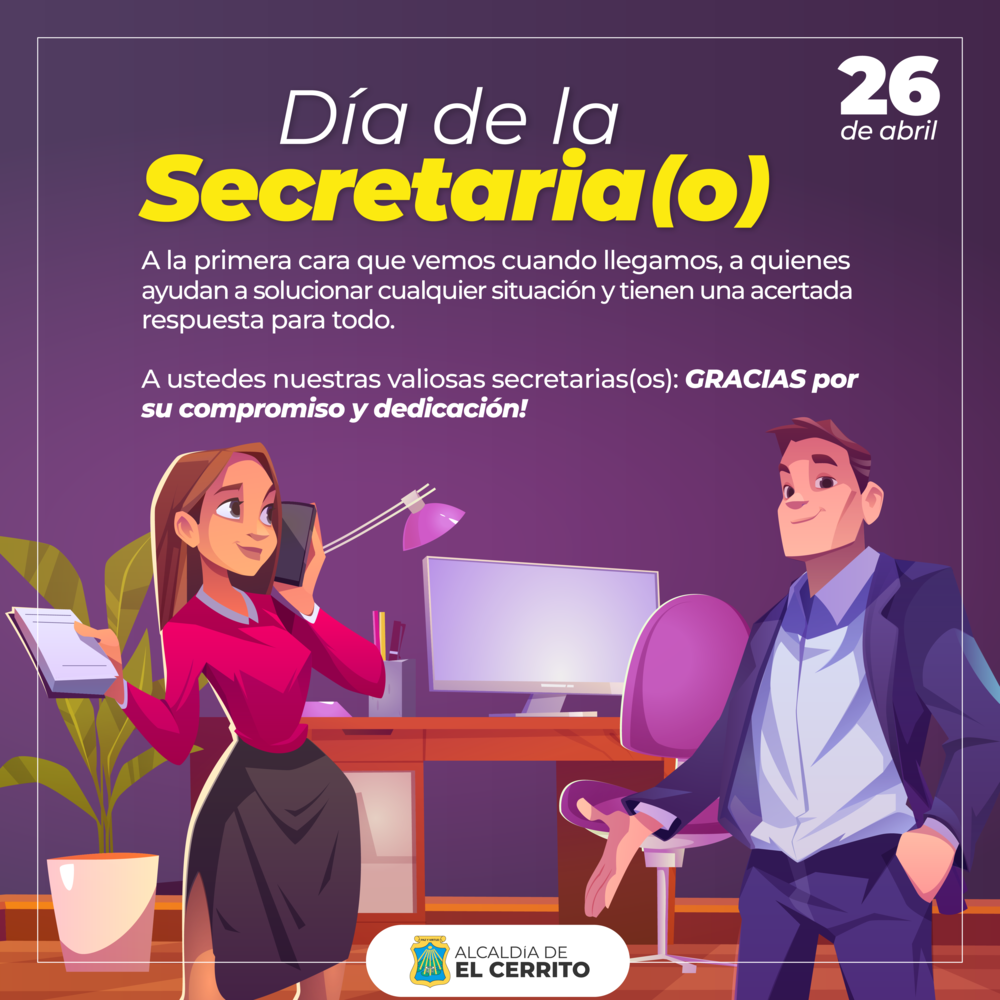 26
de abril
Día de la
Secretaria(o)
A la primera cara que vemos cuando llegamos, a quienes
ayudan a solucionar cualquier situación y tienen una acertada
respuesta para todo.
A ustedes nuestras valiosas secretarias(os): GRACIAS por
su compromiso y dedicación!
ALCALDÍA DE
EL CERRITO